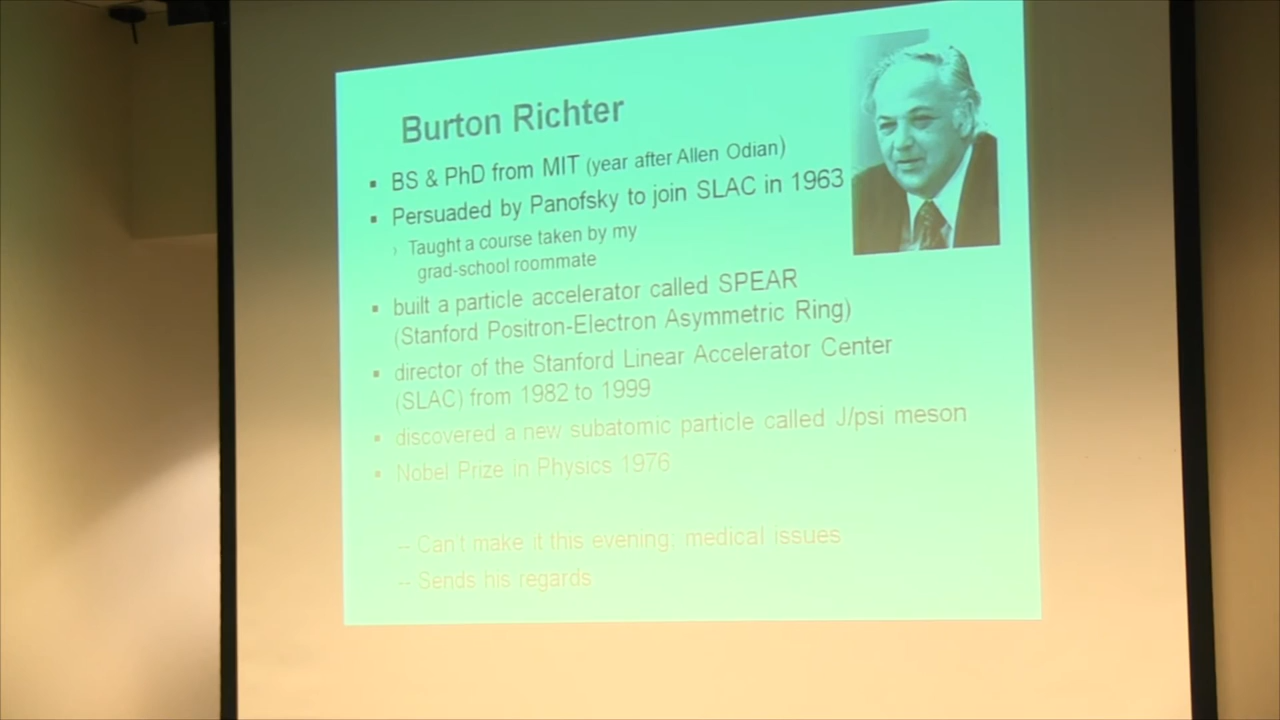 Burton Richter
▪ BS & PhD from MIT (year after Allen Odian)
▪ Persuaded by Panofsky to join SLAC in 1963
› Taught a course taken by my
grad-school roommate
▪ built a particle accelerator called SPEAR
(Stanford Positron-Electron Asymmetric Ring)
▪ director of the Stanford Linear Accelerator Center
(SLAC) from 1982 to 1999
▪ discovered a new subatomic particle called J/psi meson
▪ Nobel Prize in Physics 1976
-- Can't make it this evening; medical issues
-- Sends his regards